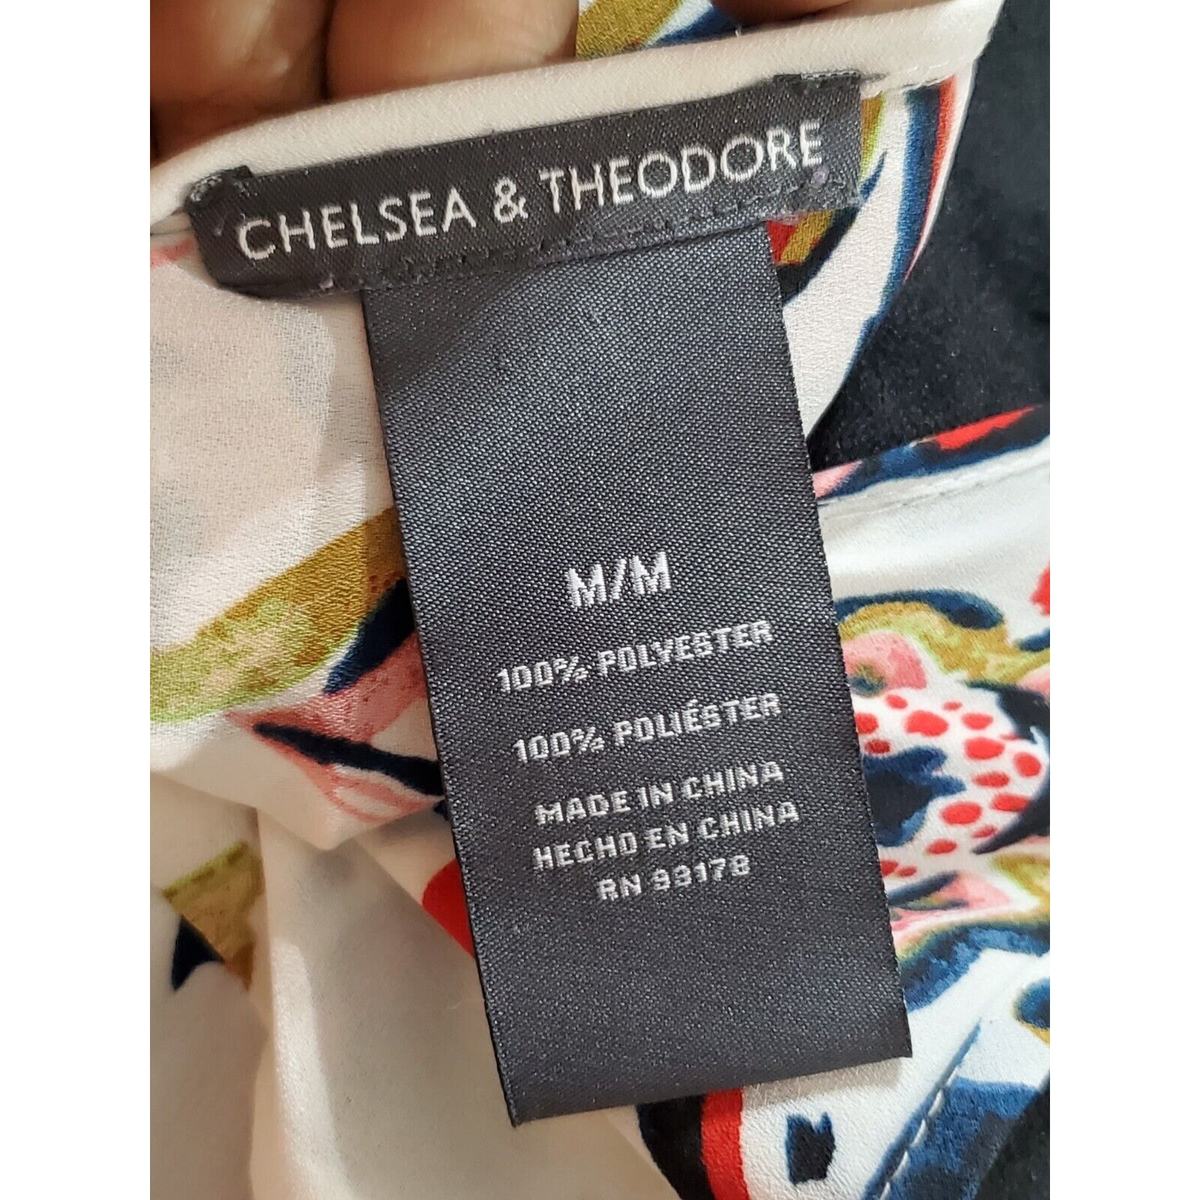 CHELSEA & THEODORE
M/M
100% POLYESTER
100% POLIÉSTER
MADE IN CHINA
HECHO EN CHINA
RN 93178